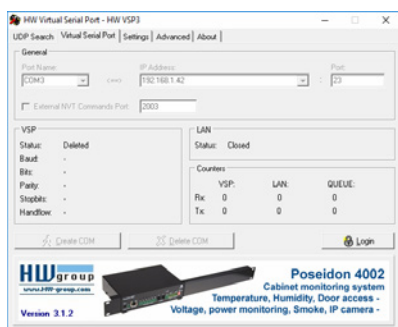 HW Virtual Serial Port - HW VSP3
UDP Search Virtual Serial Port Settings Advanced About
General
Port Name: IP Address: Port:
COM3 <==> 192.168.1.42 : 23
External NVT Commands Port 2003
VSP
Status: Deleted
Baud: -
Bits: -
Parity: -
Stopbits: -
Handflow: -
LAN
Status: Closed
Counters
VSP: LAN: QUEUE:
Rx: 0 0 0
Tx: 0 0 0
Create COM Delete COM Login
HW group
www.HW-group.com
Version 3.1.2
Poseidon 4002
Cabinet monitoring system
Temperature, Humidity, Door access -
Voltage, power monitoring, Smoke, IP camera -